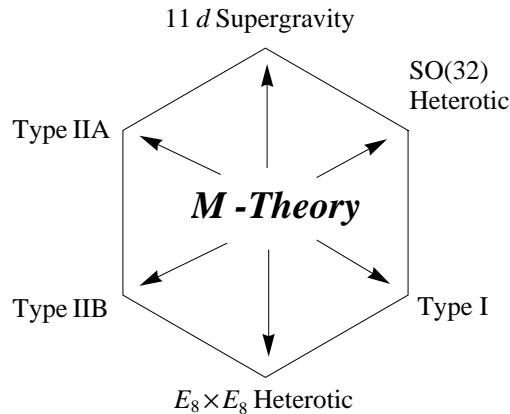 11 d Supergravity
SO(32)
Heterotic
Type IIA
M -Theory
Type IIB
Type I
E₈ × E₈ Heterotic